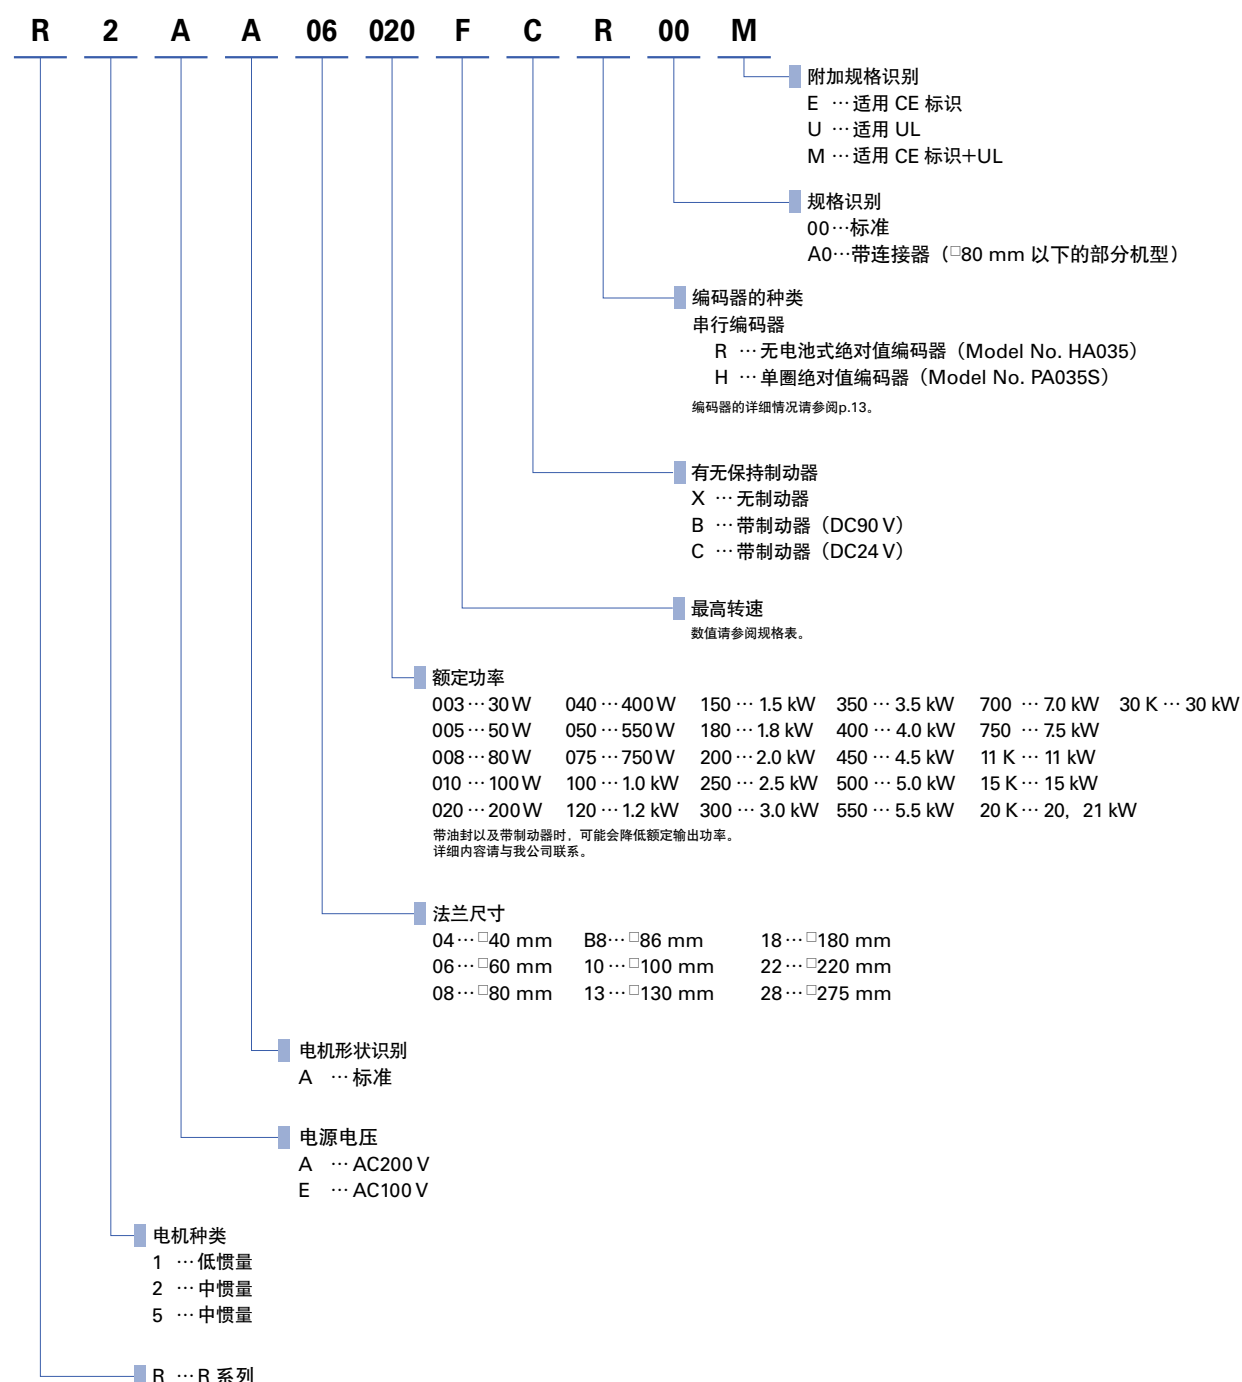 R 2 A A 06 020 F C R 00 M
附加规格识别
E … 适用 CE 标识
U … 适用 UL
M … 适用 CE 标识+UL
规格识别
00…标准
A0…带连接器（□80 mm 以下的部分机型）
编码器的种类
串行编码器
R … 无电池式绝对值编码器（Model No. HA035）
H … 单圈绝对值编码器（Model No. PA035S）
编码器的详细情况请参阅p.13。
有无保持制动器
X … 无制动器
B … 带制动器（DC90 V）
C … 带制动器（DC24 V）
最高转速
数值请参阅规格表。
额定功率
003 … 30 W 040 … 400 W 150 … 1.5 kW 350 … 3.5 kW 700 … 7.0 kW 30 K … 30 kW
005 … 50 W 050 … 550 W 180 … 1.8 kW 400 … 4.0 kW 750 … 7.5 kW
008 … 80 W 075 … 750 W 200 … 2.0 kW 450 … 4.5 kW 11 K … 11 kW
010 … 100 W 100 … 1.0 kW 250 … 2.5 kW 500 … 5.0 kW 15 K … 15 kW
020 … 200 W 120 … 1.2 kW 300 … 3.0 kW 550 … 5.5 kW 20 K … 20，21 kW
带油封以及带制动器时，可能会降低额定输出功率。
详细内容请与我公司联系。
法兰尺寸
04 … □40 mm B8… □86 mm 18 … □180 mm
06 … □60 mm 10 … □100 mm 22 … □220 mm
08 … □80 mm 13 … □130 mm 28 … □275 mm
电机形状识别
A … 标准
电源电压
A … AC200 V
E … AC100 V
电机种类
1 … 低惯量
2 … 中惯量
5 … 中惯量
R … R 系列